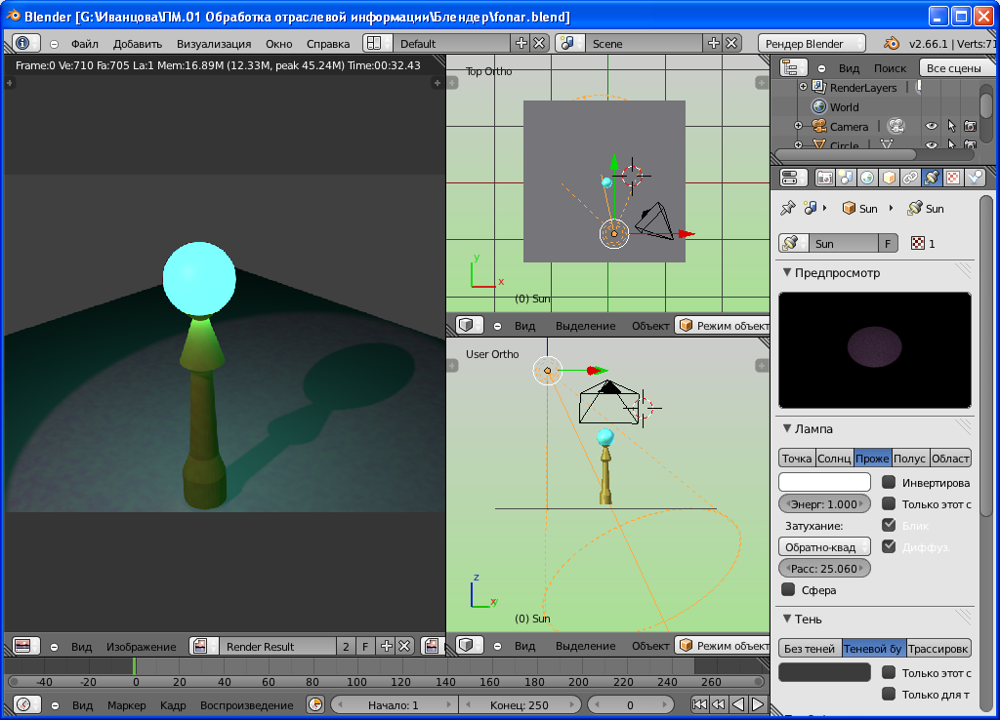 Blender [G:\Иванцова\ПМ.01 Обработка отраслевой информации\Блендер\fonar.blend]
Файл Добавить Визуализация Окно Справка Default Scene Рендер Blender v2.66.1 | Verts:71
Frame:0 Ve:710 Fa:705 La:1 Mem:16.89M (12.33M, peak 45.24M) Time:00:32.43
Top Ortho
y
x
(0) Sun
Вид Выделение Объект Режим объект
User Ortho
z
x y
(0) Sun
Вид Выделение Объект Режим объект
Вид Поиск Все сцены
RenderLayers
World
Camera
Circle
Sun Sun
Sun F 1
Предпросмотр
Лампа
Точка Солнц Проже Полус Област
Инвертирова
Энерг: 1.000 Только этот с
Затухание: Блик
Обратно-квад Диффуз.
Расс: 25.060
Сфера
Тень
Без теней Теневой бу Трассировк
Только этот с
Только для т
Вид Изображение Render Result 2 F
-40 -20 0 20 40 60 80 100 120 140 160 180 200 220 240 260
Вид Маркер Кадр Воспроизведение Начало: 1 Конец: 250 0